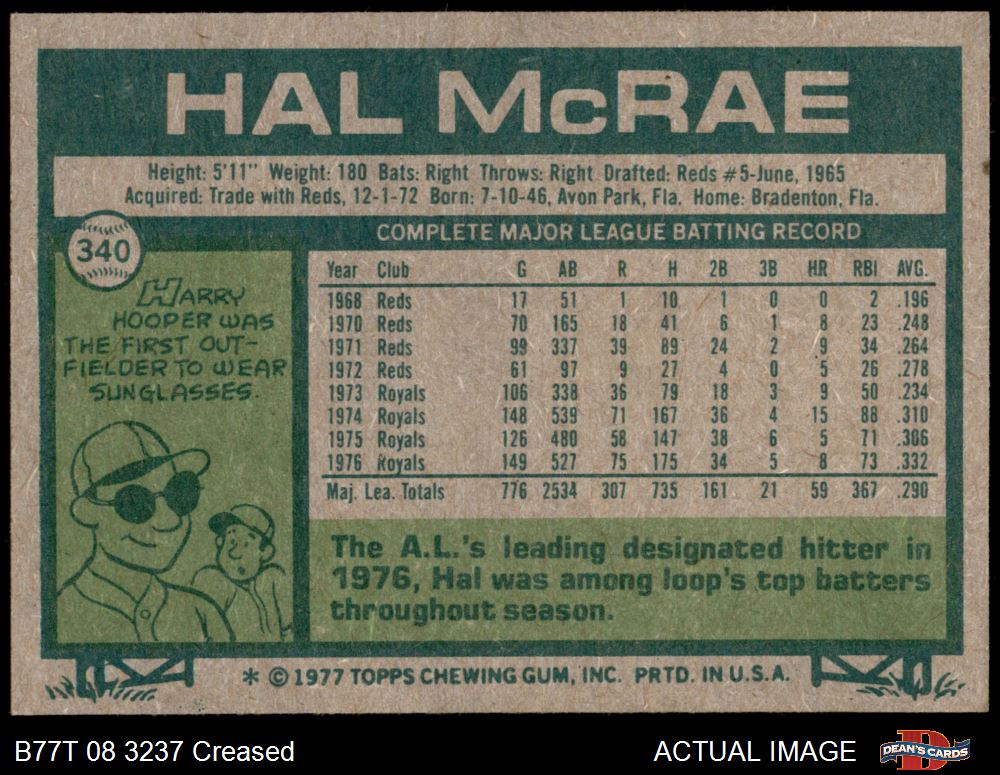 HAL McRAE
Height: 5'11" Weight: 180 Bats: Right Throws: Right Drafted: Reds #5-June, 1965
Acquired: Trade with Reds, 12-1-72 Born: 7-10-46, Avon Park, Fla. Home: Bradenton, Fla.
340
HARRY
HOOPER WAS
THE FIRST OUT-
FIELDER TO WEAR
SUNGLASSES.
COMPLETE MAJOR LEAGUE BATTING RECORD
Year Club G AB R H 2B 3B HR RBI AVG.
1968 Reds 17 51 1 10 1 0 0 2 .196
1970 Reds 70 165 18 41 6 1 8 23 .248
1971 Reds 99 337 39 89 24 2 9 34 .264
1972 Reds 61 97 9 27 4 0 5 26 .278
1973 Royals 106 338 36 79 18 3 9 50 .234
1974 Royals 148 539 71 167 36 4 15 88 .310
1975 Royals 126 480 58 147 38 6 5 71 .306
1976 Royals 149 527 75 175 34 5 8 73 .332
Maj. Lea. Totals 776 2534 307 735 161 21 59 367 .290
The A.L.'s leading designated hitter in
1976, Hal was among loop's top batters
throughout season.
* © 1977 TOPPS CHEWING GUM, INC. PRTD. IN U.S.A.
B77T 08 3237 Creased
ACTUAL IMAGE
DEAN'S CARDS